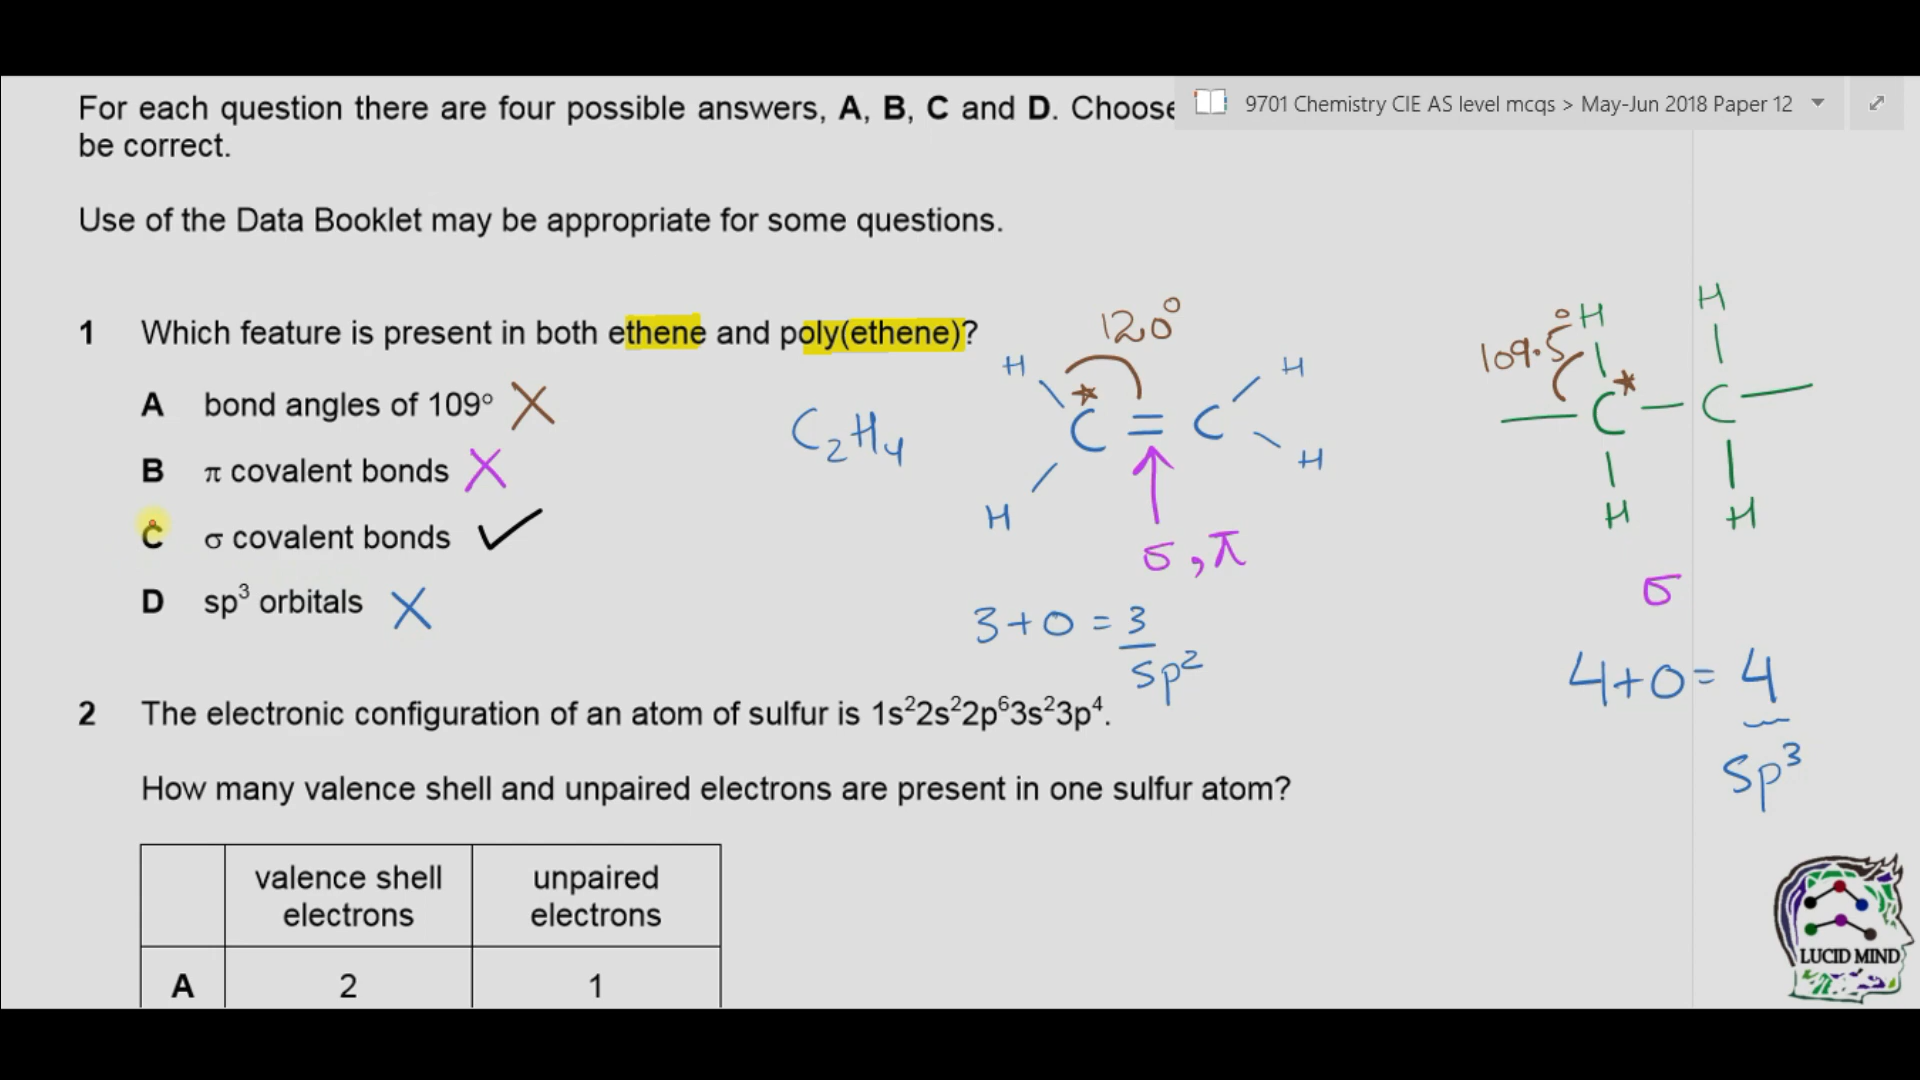 For each question there are four possible answers, A, B, C and D. Choose
9701 Chemistry CIE AS level mcqs > May-Jun 2018 Paper 12
be correct.
Use of the Data Booklet may be appropriate for some questions.
1 Which feature is present in both ethene and poly(ethene)?
A bond angles of 109° X
B π covalent bonds X
C σ covalent bonds ✓
D sp³ orbitals X
C₂H₄
120°
H H
C = C
H H
σ, π
3+0=3
sp²
109.5°
H H
— C — C —
H H
σ
4+0=4
sp³
2 The electronic configuration of an atom of sulfur is 1s²2s²2p⁶3s²3p⁴.
How many valence shell and unpaired electrons are present in one sulfur atom?
valence shell electrons unpaired electrons
A 2 1
LUCID MIND